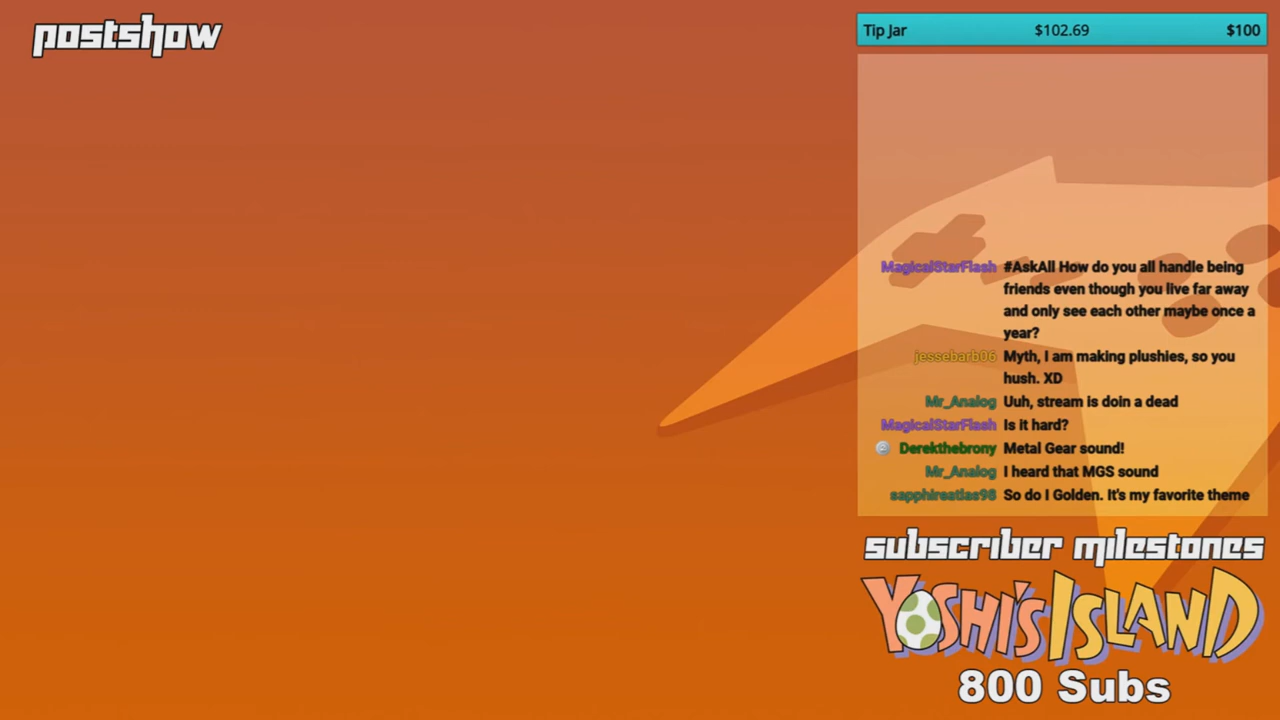 postshow
Tip Jar $102.69 $100
MagicalStarFlash #AskAll How do you all handle being
friends even though you live far away
and only see each other maybe once a
year?
jessebarb06 Myth, I am making plushies, so you
hush. XD
Mr_Analog Uuh, stream is doin a dead
MagicalStarFlash Is it hard?
Derekthebrony Metal Gear sound!
Mr_Analog I heard that MGS sound
sapphireatlas98 So do I Golden. It's my favorite theme
subscriber milestones
YOSHI'S ISLAND
800 Subs